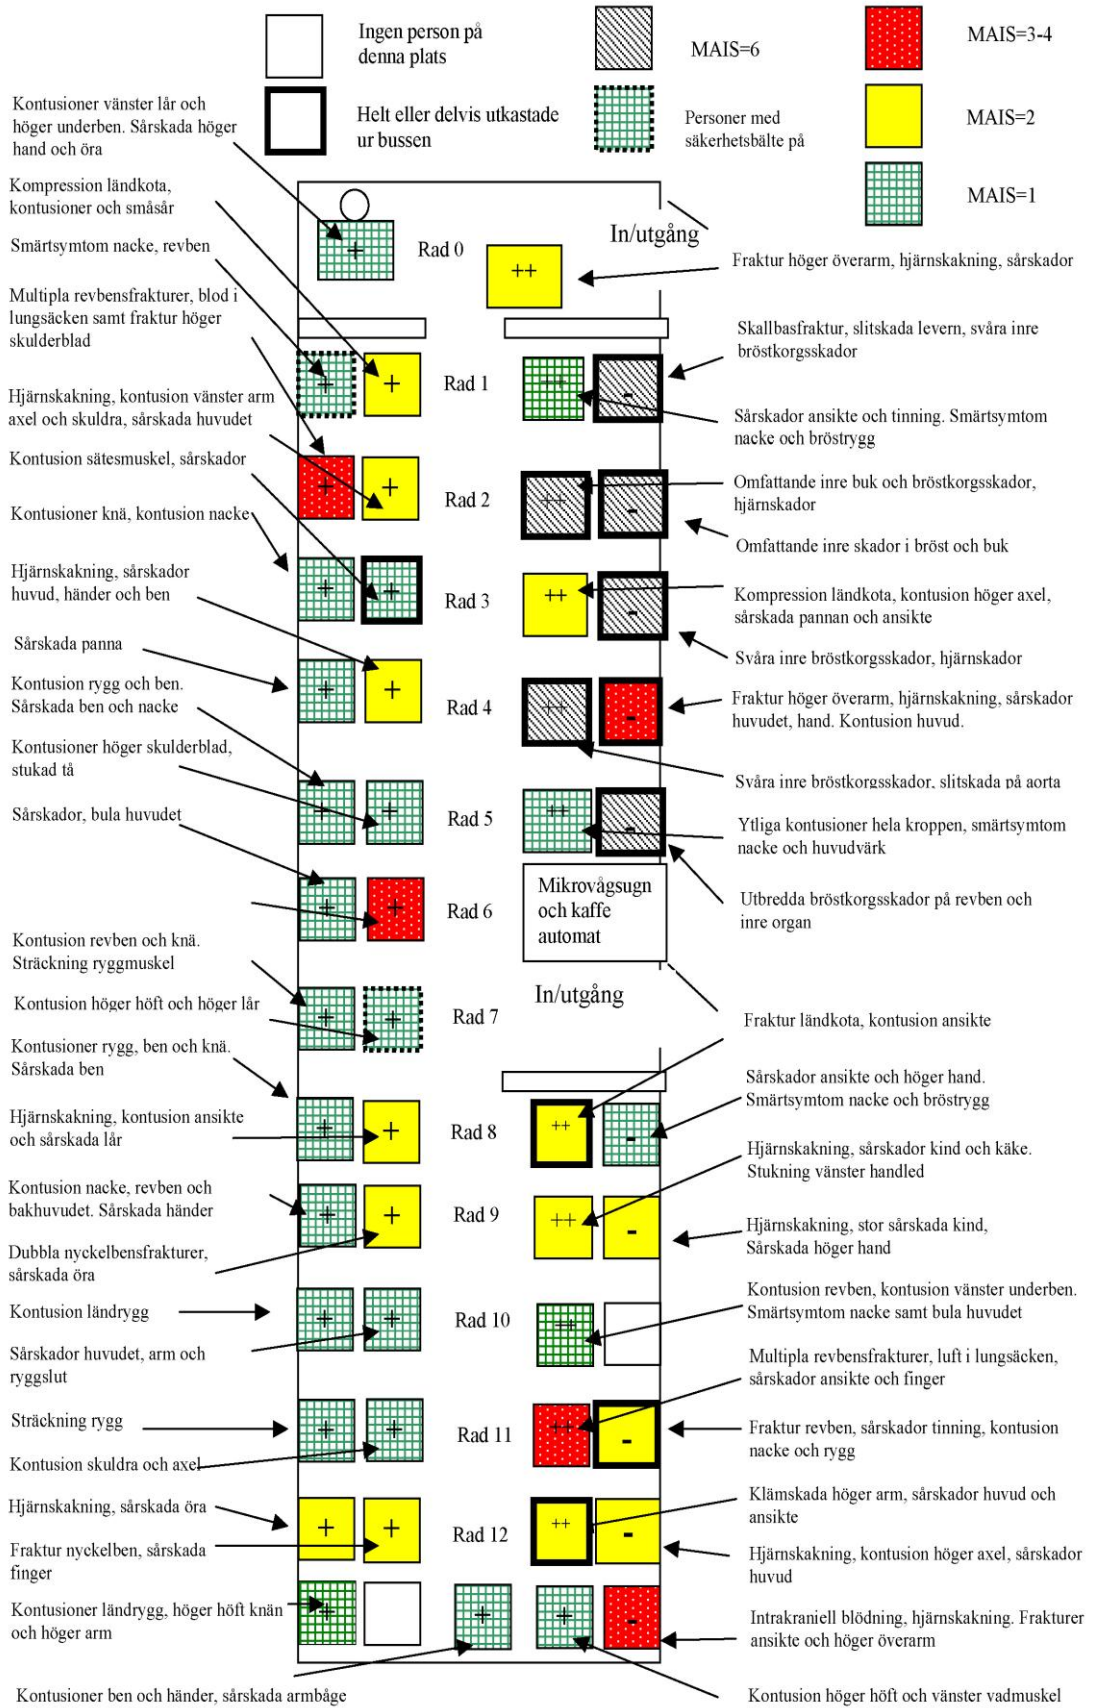 Ingen person på
denna plats
MAIS=6
MAIS=3-4
Helt eller delvis utkastade
ur bussen
Personer med
säkerhetsbälte på
MAIS=2
MAIS=1
Kontusioner vänster lår och
höger underben. Sårskada höger
hand och öra
Kompression ländkota,
kontusioner och småsår
Smärtsymtom nacke, revben
Multipla revbensfrakturer, blod i
lungsäcken samt fraktur höger
skulderblad
Hjärnskakning, kontusion vänster arm
axel och skuldra, sårskada huvudet
Kontusion sätesmuskel, sårskador
Kontusioner knä, kontusion nacke
Hjärnskakning, sårskador
huvud, händer och ben
Sårskada panna
Kontusion rygg och ben.
Sårskada ben och nacke
Kontusioner höger skulderblad,
stukad tå
Sårskador, bula huvudet
Kontusion revben och knä.
Sträckning ryggmuskel
Kontusion höger höft och höger lår
Kontusioner rygg, ben och knä.
Sårskada ben
Hjärnskakning, kontusion ansikte
och sårskada lår
Kontusion nacke, revben och
bakhuvudet. Sårskada händer
Dubbla nyckelbensfrakturer,
sårskada öra
Kontusion ländrygg
Sårskador huvudet, arm och
ryggslut
Sträckning rygg
Kontusion skuldra och axel
Hjärnskakning, sårskada öra
Fraktur nyckelben, sårskada
finger
Kontusioner ländrygg, höger höft knän
och höger arm
Kontusioner ben och händer, sårskada armbåge
+
Rad 0
++
In/utgång
+ +
Rad 1
++ -
+ +
Rad 2
++ -
+ +
Rad 3
++ -
+ +
Rad 4
++ -
+ +
Rad 5
++ -
+ +
Rad 6
Mikrovågsugn
och kaffe
automat
+ +
Rad 7
In/utgång
+ +
Rad 8
++ -
+ +
Rad 9
++ -
+ +
Rad 10
++
+ +
Rad 11
++ -
+ +
Rad 12
++ -
+ + + -
Fraktur höger överarm, hjärnskakning, sårskador
Skallbasfraktur, slitskada levern, svåra inre
bröstkorgsskador
Sårskador ansikte och tinning. Smärtsymtom
nacke och bröstrygg
Omfattande inre buk och bröstkorgsskador,
hjärnskador
Omfattande inre skador i bröst och buk
Kompression ländkota, kontusion höger axel,
sårskada pannan och ansikte
Svåra inre bröstkorgsskador, hjärnskador
Fraktur höger överarm, hjärnskakning, sårskador
huvudet, hand. Kontusion huvud.
Svåra inre bröstkorgsskador, slitskada på aorta
Ytliga kontusioner hela kroppen, smärtsymtom
nacke och huvudvärk
Utbredda bröstkorgsskador på revben och
inre organ
Fraktur ländkota, kontusion ansikte
Sårskador ansikte och höger hand.
Smärtsymtom nacke och bröstrygg
Hjärnskakning, sårskador kind och käke.
Stukning vänster handled
Hjärnskakning, stor sårskada kind,
Sårskada höger hand
Kontusion revben, kontusion vänster underben.
Smärtsymtom nacke samt bula huvudet
Multipla revbensfrakturer, luft i lungsäcken,
sårskador ansikte och finger
Fraktur revben, sårskador tinning, kontusion
nacke och rygg
Klämskada höger arm, sårskador huvud och
ansikte
Hjärnskakning, kontusion höger axel, sårskador
huvud
Intrakraniell blödning, hjärnskakning. Frakturer
ansikte och höger överarm
Kontusion höger höft och vänster vadmuskel